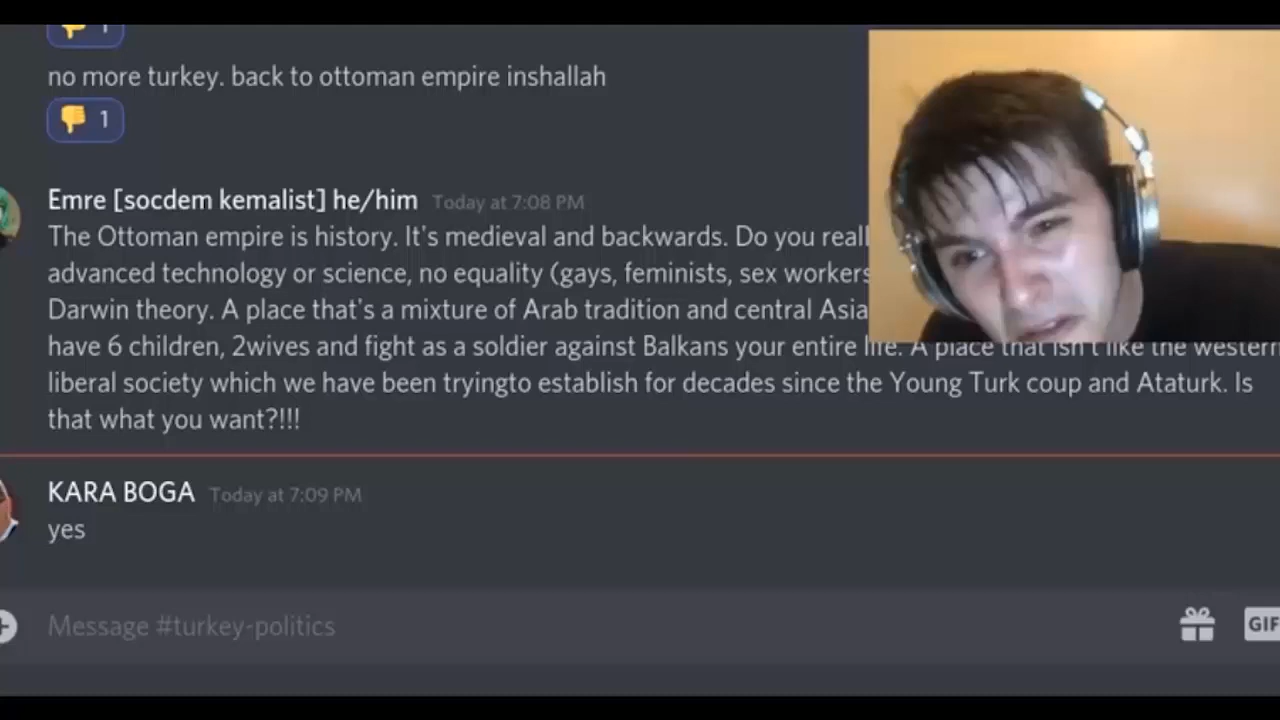 1
no more turkey. back to ottoman empire inshallah
1
Emre [socdem kemalist] he/him Today at 7:08 PM
The Ottoman empire is history. It's medieval and backwards. Do you reall
advanced technology or science, no equality (gays, feminists, sex workers
Darwin theory. A place that's a mixture of Arab tradition and central Asia
have 6 children, 2wives and fight as a soldier against Balkans your entire life. A place that isn't like the western
liberal society which we have been tryingto establish for decades since the Young Turk coup and Ataturk. Is
that what you want?!!!
KARA BOGA Today at 7:09 PM
yes
Message #turkey-politics
GIF